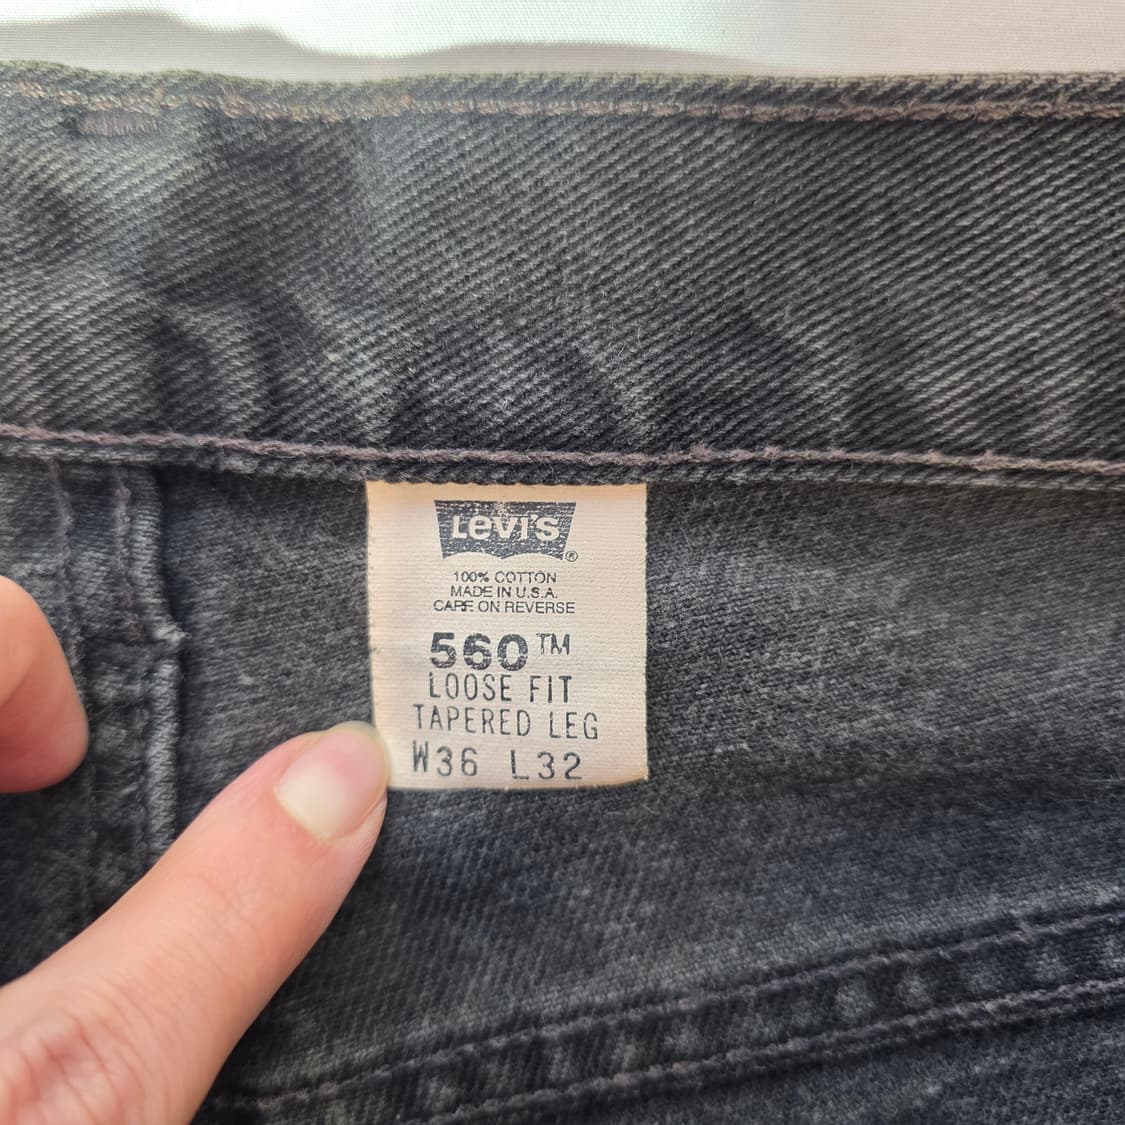 Levi's
®
100% COTTON
MADE IN U.S.A.
CARE ON REVERSE
560™
LOOSE FIT
TAPERED LEG
W36 L32